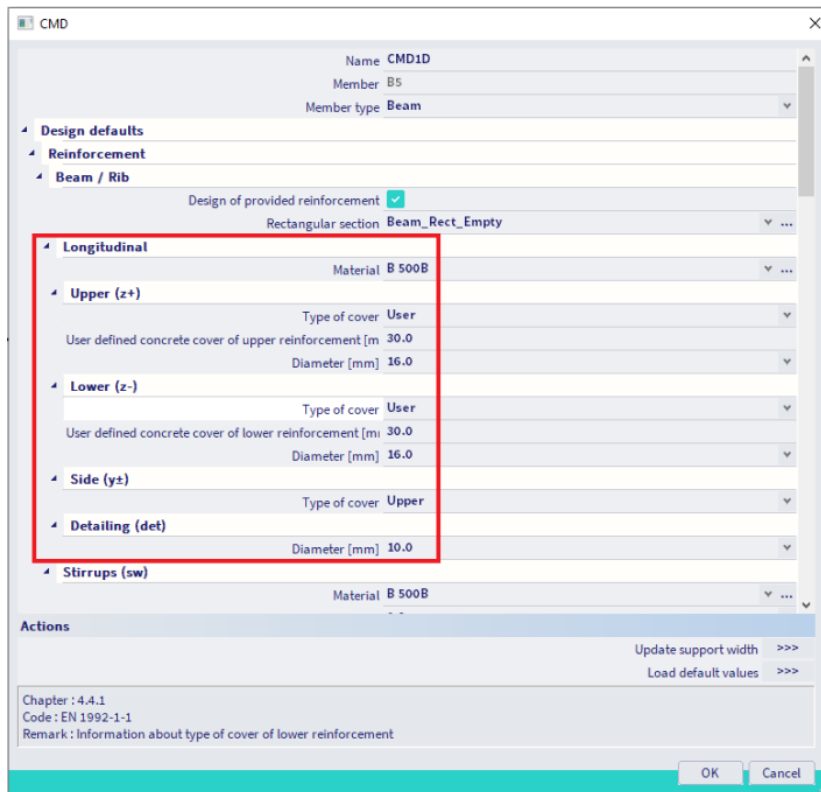 CMD
Name CMD1D
Member B5
Member type Beam
Design defaults
Reinforcement
Beam / Rib
Design of provided reinforcement
Rectangular section Beam_Rect_Empty ...
Longitudinal
Material B 500B ...
Upper (z+)
Type of cover User
User defined concrete cover of upper reinforcement [m 30.0
Diameter [mm] 16.0
Lower (z-)
Type of cover User
User defined concrete cover of lower reinforcement [m 30.0
Diameter [mm] 16.0
Side (y±)
Type of cover Upper
Detailing (det)
Diameter [mm] 10.0
Stirrups (sw)
Material B 500B ...
Actions
Update support width >>>
Load default values >>>
Chapter : 4.4.1
Code : EN 1992-1-1
Remark : Information about type of cover of lower reinforcement
OK Cancel